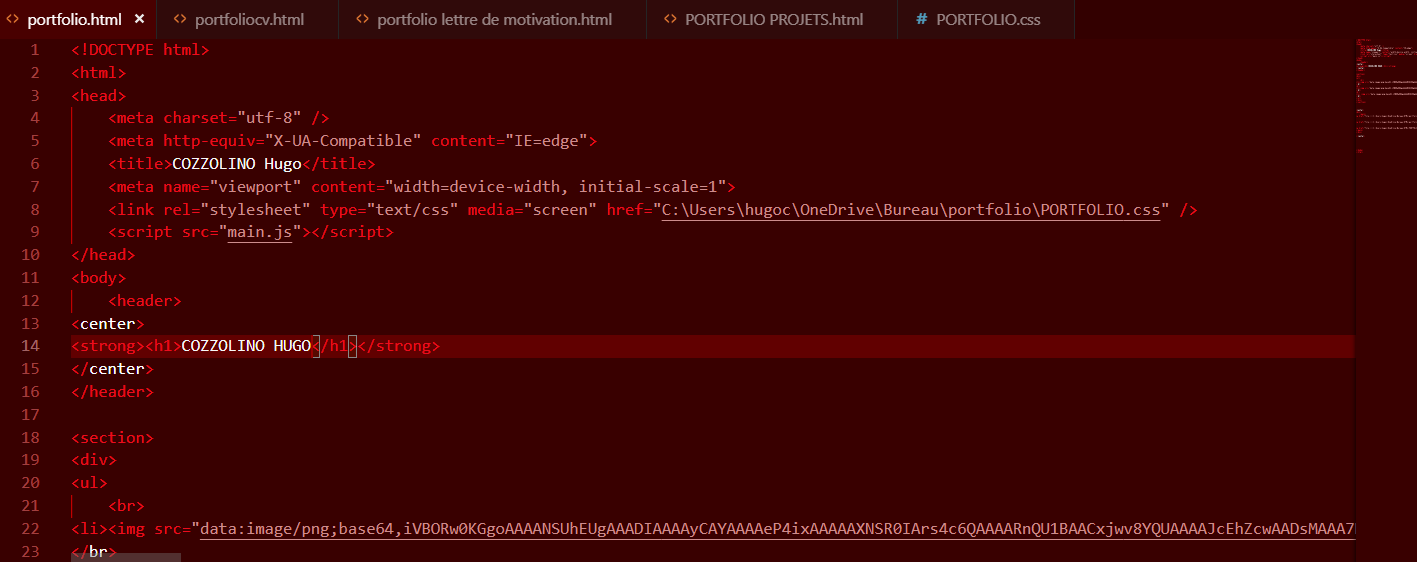 portfolio.html × portfoliocv.html portfolio lettre de motivation.html PORTFOLIO PROJETS.html # PORTFOLIO.css
1 <!DOCTYPE html>
2 <html>
3 <head>
4 <meta charset="utf-8" />
5 <meta http-equiv="X-UA-Compatible" content="IE=edge">
6 <title>COZZOLINO Hugo</title>
7 <meta name="viewport" content="width=device-width, initial-scale=1">
8 <link rel="stylesheet" type="text/css" media="screen" href="C:\Users\hugoc\OneDrive\Bureau\portfolio\PORTFOLIO.css" />
9 <script src="main.js"></script>
10 </head>
11 <body>
12 <header>
13 <center>
14 <strong><h1>COZZOLINO HUGO</h1></strong>
15 </center>
16 </header>
17
18 <section>
19 <div>
20 <ul>
21 <br>
22 <li><img src="data:image/png;base64,iVBORw0KGgoAAAANSUhEUgAAADIAAAAyCAYAAAAeP4ixAAAAAXNSR0IArs4c6QAAAARnQU1BAACxjwv8YQUAAAAJcEhZcwAADsMAAA7
23 </br>